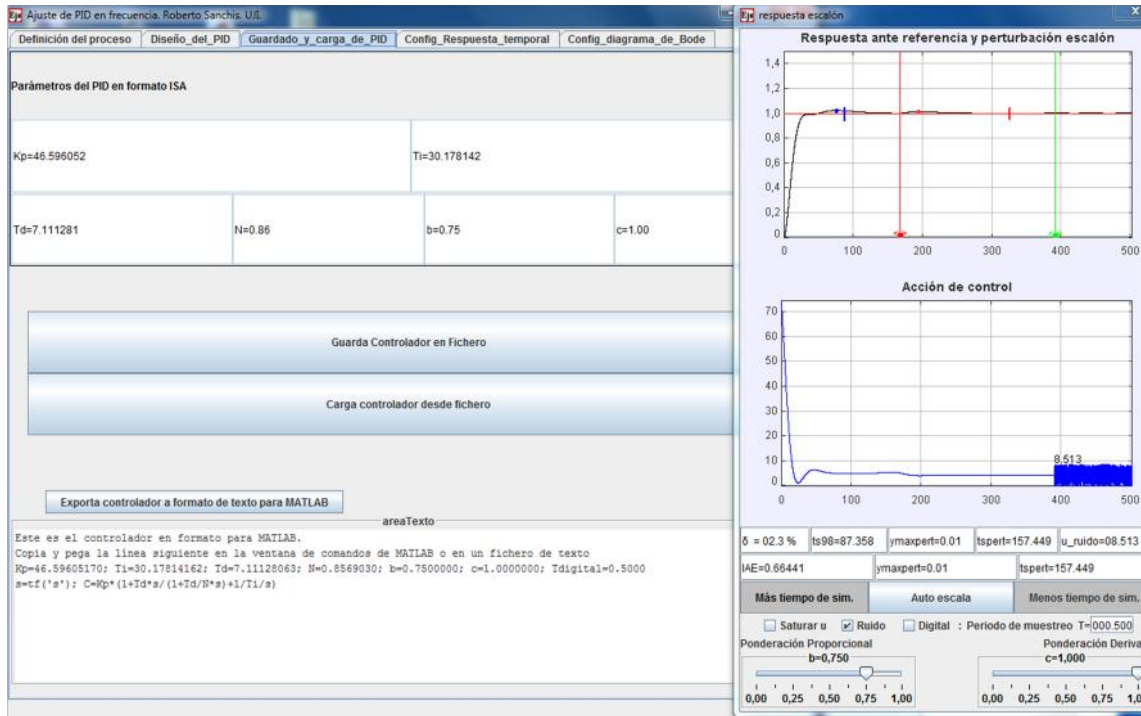 Ajuste de PID en frecuencia. Roberto Sanchis. UJI.
Definición del proceso Diseño_del_PID Guardado_y_carga_de_PID Config_Respuesta_temporal Config_diagrama_de_Bode
Parámetros del PID en formato ISA
Kp=46.596052 Ti=30.178142
Td=7.111281 N=0.86 b=0.75 c=1.00
Guarda Controlador en Fichero
Carga controlador desde fichero
Exporta controlador a formato de texto para MATLAB
areaTexto
Este es el controlador en formato para MATLAB.
Copia y pega la línea siguiente en la ventana de comandos de MATLAB o en un fichero de texto
Kp=46.59605170; Ti=30.17814162; Td=7.11128063; N=0.8569030; b=0.7500000; c=1.0000000; Tdigital=0.5000
s=tf('s'); C=Kp*(1+Td*s/(1+Td/N*s)+1/Ti/s)
respuesta escalón
Respuesta ante referencia y perturbación escalón
1,4
1,2
1,0
0,8
0,6
0,4
0,2
0
0 100 200 300 400 500
Acción de control
70
60
50
40
30
20
10
0
8.513
100 200 300 400 500
δ = 02.3 % ts98=87.358 ymaxpert=0.01 tspert=157.449 u_ruido=08.513
IAE=0.66441 ymaxpert=0.01 tspert=157.449
Más tiempo de sim. Auto escala Menos tiempo de sim.
Saturar u Ruido Digital : Periodo de muestreo T= 000.500
Ponderación Proporcional Ponderación Deriva
b=0,750 c=1,000
0,00 0,25 0,50 0,75 1,00 0,00 0,25 0,50 0,75 1,0